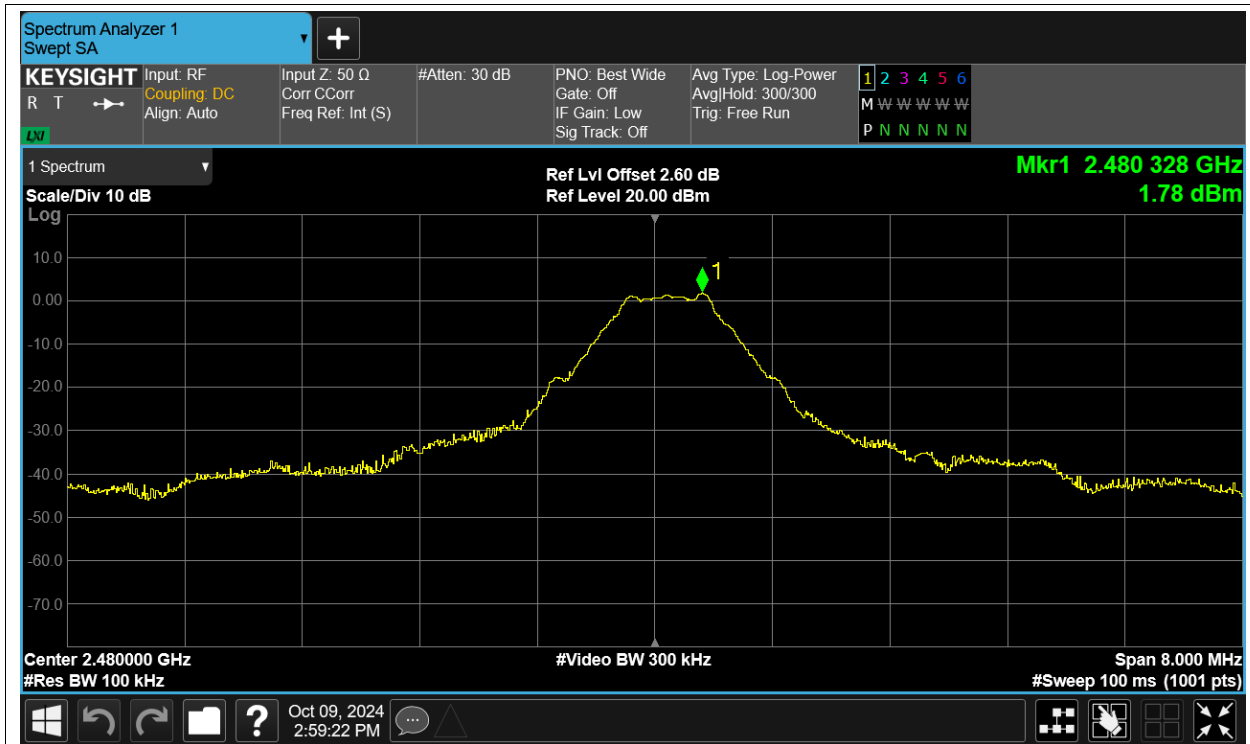 Spectrum Analyzer 1
Swept SA
KEYSIGHT
R T
LXI
Input: RF
Coupling: DC
Align: Auto
Input Z: 50 Ω
Corr CCorr
Freq Ref: Int (S)
#Atten: 30 dB
PNO: Best Wide
Gate: Off
IF Gain: Low
Sig Track: Off
Avg Type: Log-Power
Avg|Hold: 300/300
Trig: Free Run
1 2 3 4 5 6
M W W W W W
P N N N N N
1 Spectrum
Scale/Div 10 dB
Ref Lvl Offset 2.60 dB
Ref Level 20.00 dBm
Mkr1 2.480 328 GHz
1.78 dBm
Log
10.0
0.00
-10.0
-20.0
-30.0
-40.0
-50.0
-60.0
-70.0
1
Center 2.480000 GHz
#Res BW 100 kHz
#Video BW 300 kHz
Span 8.000 MHz
#Sweep 100 ms (1001 pts)
?
Oct 09, 2024
2:59:22 PM